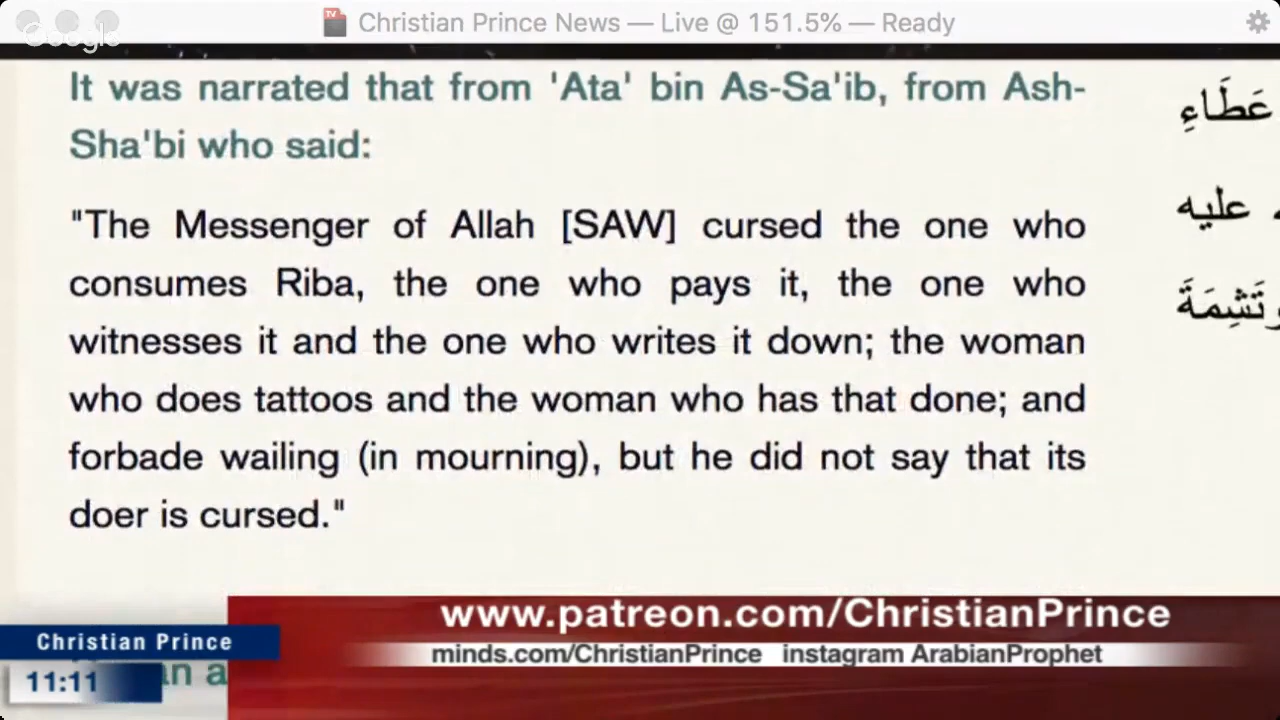 Christian Prince News — Live @ 151.5% — Ready
Google
It was narrated that from 'Ata' bin As-Sa'ib, from Ash-
Sha'bi who said:
"The Messenger of Allah [SAW] cursed the one who
consumes Riba, the one who pays it, the one who
witnesses it and the one who writes it down; the woman
who does tattoos and the woman who has that done; and
forbade wailing (in mourning), but he did not say that its
doer is cursed."
عَطَاءِ
عليه
www.patreon.com/ChristianPrince
Christian Prince
minds.com/ChristianPrince instagram ArabianProphet
11:11